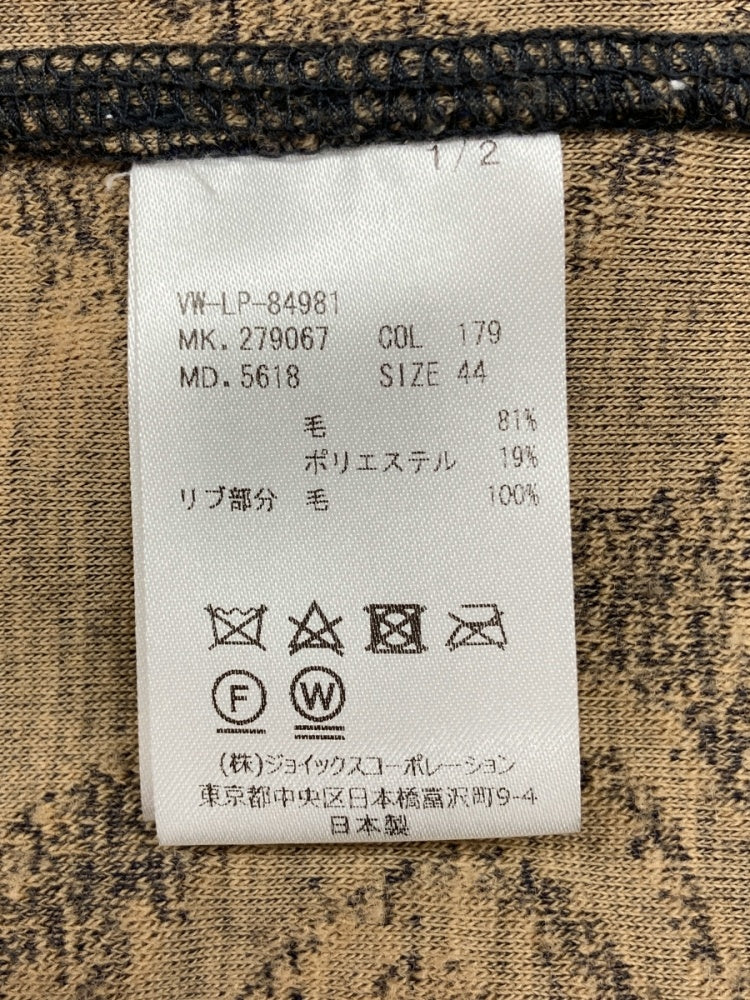 1/2
VW-LP-84981
MK. 279067 COL 179
MD. 5618 SIZE 44
毛 81%
ポリエステル 19%
リブ部分 毛 100%
F W
(株)ジョイックスコーポレーション
東京都中央区日本橋富沢町9-4
日本製